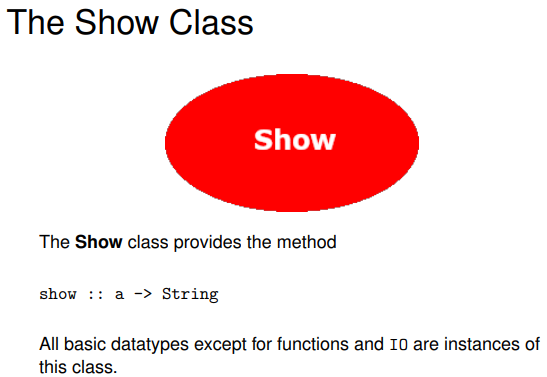 The Show Class
Show
The Show class provides the method
show :: a -> String
All basic datatypes except for functions and IO are instances of
this class.